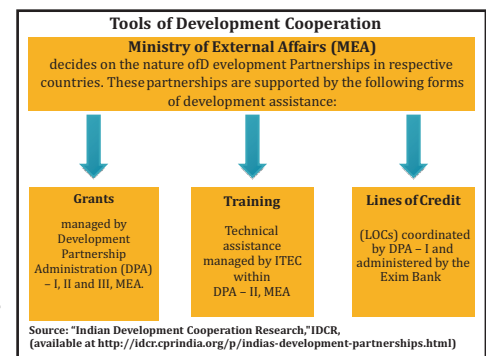 Tools of Development Cooperation
Ministry of External Affairs (MEA)
decides on the nature ofD evelopment Partnerships in respective
countries. These partnerships are supported by the following forms
of development assistance:
Grants
managed by
Development
Partnership
Administration (DPA)
– I, II and III, MEA.
Training
Technical
assistance
managed by ITEC
within
DPA – II, MEA
Lines of Credit
(LOCs) coordinated
by DPA – I and
administered by the
Exim Bank
Source: “Indian Development Cooperation Research,”IDCR,
(available at http://idcr.cprindia.org/p/indias-development-partnerships.html)